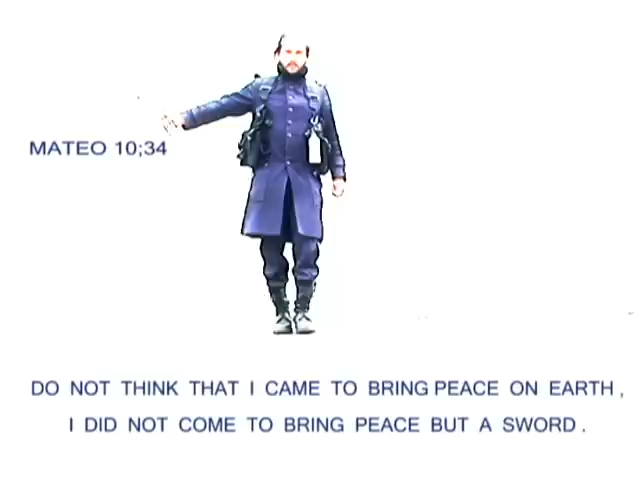 MATEO 10;34
DO NOT THINK THAT I CAME TO BRING PEACE ON EARTH,
I DID NOT COME TO BRING PEACE BUT A SWORD.